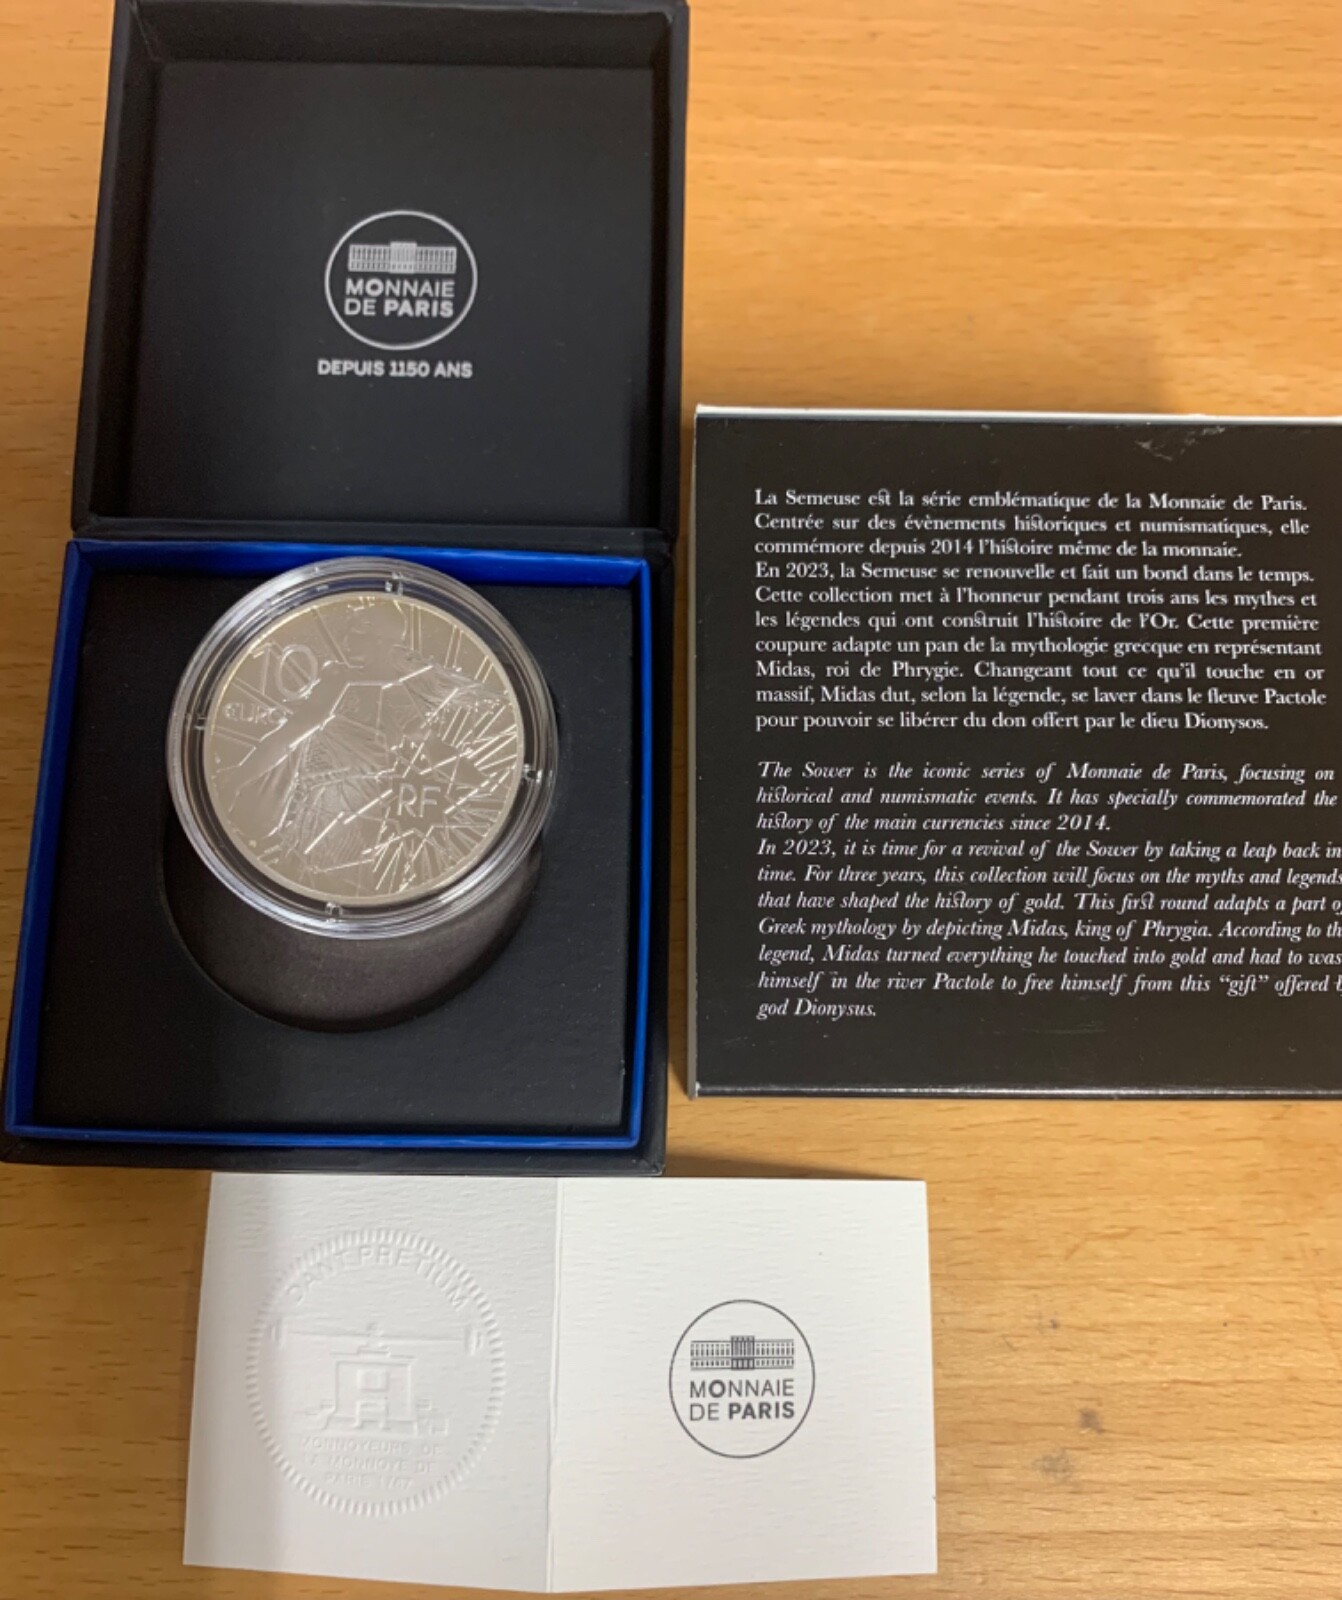 MONNAIE
DE PARIS
DEPUIS 1150 ANS
10
EURO
RF
La Semeuse est la série emblématique de la Monnaie de Paris.
Centrée sur des évènements historiques et numismatiques, elle
commémore depuis 2014 l'histoire même de la monnaie.
En 2023, la Semeuse se renouvelle et fait un bond dans le temps.
Cette collection met à l'honneur pendant trois ans les mythes et
les légendes qui ont construit l'histoire de l'Or. Cette première
coupure adapte un pan de la mythologie grecque en représentant
Midas, roi de Phrygie. Changeant tout ce qu'il touche en or
massif, Midas dut, selon la légende, se laver dans le fleuve Pactole
pour pouvoir se libérer du don offert par le dieu Dionysos.
The Sower is the iconic series of Monnaie de Paris, focusing on
historical and numismatic events. It has specially commemorated the
history of the main currencies since 2014.
In 2023, it is time for a revival of the Sower by taking a leap back in
time. For three years, this collection will focus on the myths and legends
that have shaped the history of gold. This first round adapts a part o
Greek mythology by depicting Midas, king of Phrygia. According to th
legend, Midas turned everything he touched into gold and had to was
himself in the river Pactole to free himself from this “gift” offered b
god Dionysus.
DANT PRETIUM
MONNOYEURS DE
LA MONNOYE DE
PARIS
MONNAIE
DE PARIS